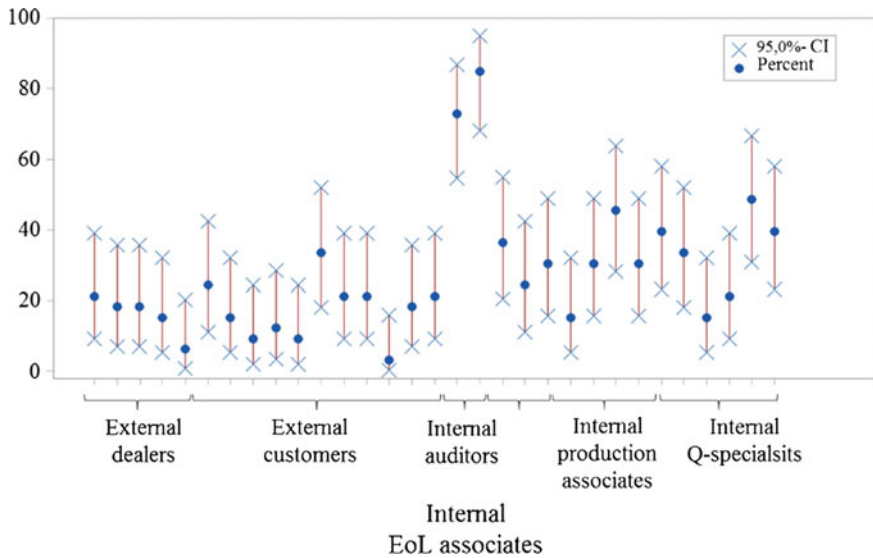 100
80
60
40
20
0
95,0%- CI
Percent
External
dealers
External
customers
Internal
auditors
Internal
production
associates
Internal
Q-specialsits
Internal
EoL associates